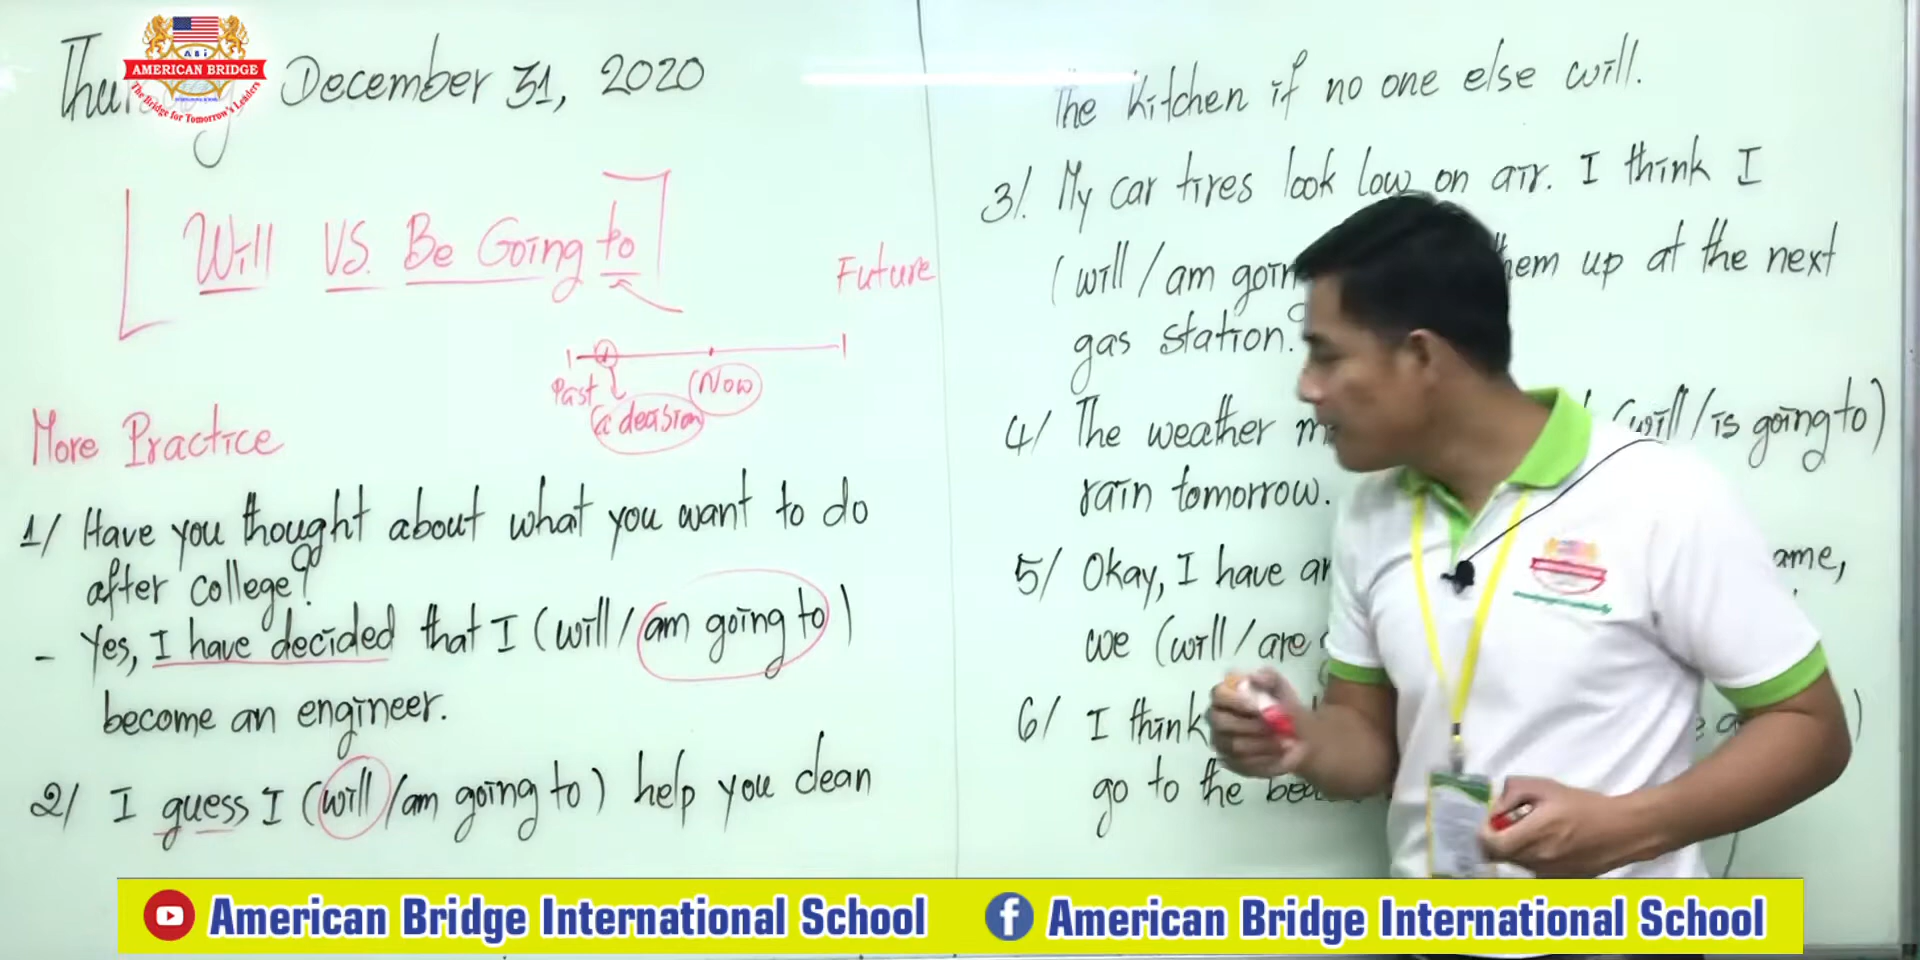 December 31, 2020
Will VS. Be Going to
Future
Past
Now
a decision
More Practice
1/ Have you thought about what you want to do
after college?
- Yes, I have decided that I (will / am going to)
become an engineer.
2/ I guess I (will / am going to) help you clean
the kitchen if no one else will.
3/. My car tires look low on air. I think I
(will / am them up at the next
gas station.
4/ The weather (will / is going to)
rain tomorrow.
5/ Okay, I have
we (will / are
6/ I think
go to the
ABi
AMERICAN BRIDGE
INTERNATIONAL SCHOOL
The Bridge for Tomorrow's Leaders
American Bridge International School
American Bridge International School